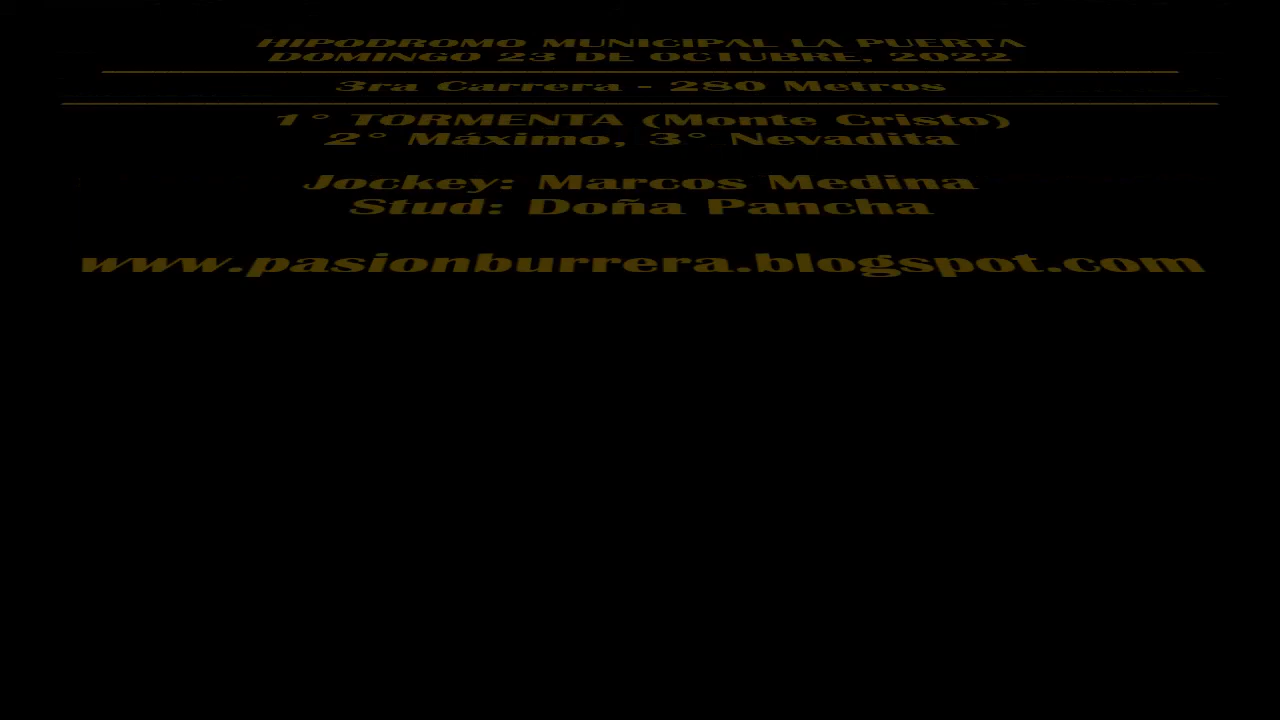 HIPODROMO MUNICIPAL LA PUERTA
DOMINGO 23 DE OCTUBRE, 2022
3ra Carrera - 280 Metros
1° TORMENTA (Monte Cristo)
2° Máximo, 3° Nevadita
Jockey: Marcos Medina
Stud: Doña Pancha
www.pasionburrera.blogspot.com